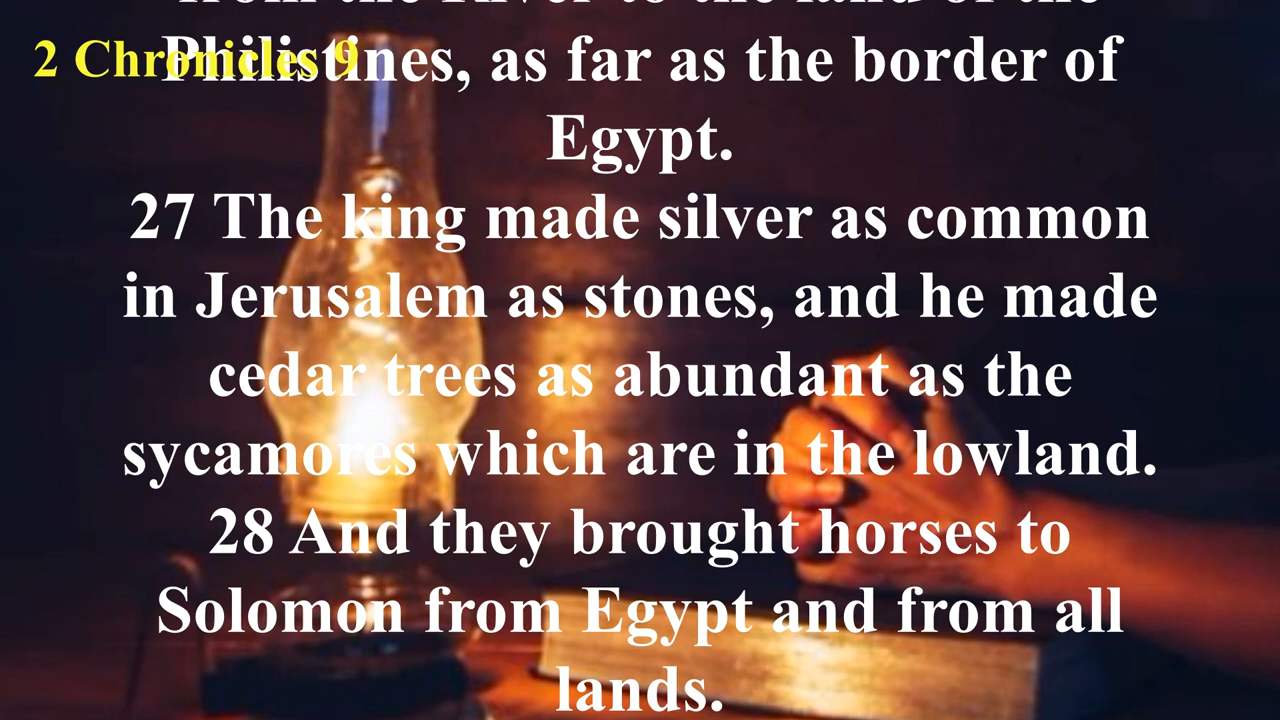 from the River to the land of the
2 Chronicles 9
Philistines, as far as the border of
Egypt.
27 The king made silver as common
in Jerusalem as stones, and he made
cedar trees as abundant as the
sycamores which are in the lowland.
28 And they brought horses to
Solomon from Egypt and from all
lands.